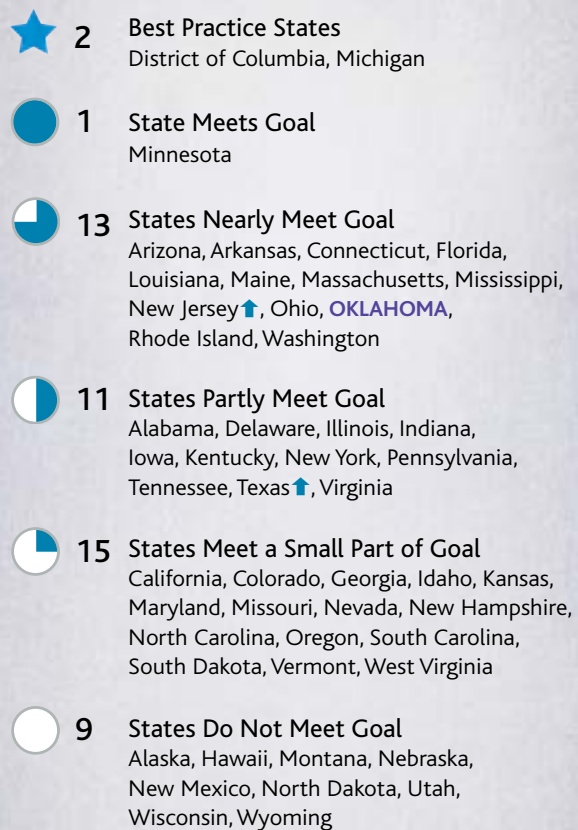 2 Best Practice States
District of Columbia, Michigan
1 State Meets Goal
Minnesota
13 States Nearly Meet Goal
Arizona, Arkansas, Connecticut, Florida,
Louisiana, Maine, Massachusetts, Mississippi,
New Jersey⬆, Ohio, OKLAHOMA,
Rhode Island, Washington
11 States Partly Meet Goal
Alabama, Delaware, Illinois, Indiana,
Iowa, Kentucky, New York, Pennsylvania,
Tennessee, Texas⬆, Virginia
15 States Meet a Small Part of Goal
California, Colorado, Georgia, Idaho, Kansas,
Maryland, Missouri, Nevada, New Hampshire,
North Carolina, Oregon, South Carolina,
South Dakota, Vermont, West Virginia
9 States Do Not Meet Goal
Alaska, Hawaii, Montana, Nebraska,
New Mexico, North Dakota, Utah,
Wisconsin, Wyoming